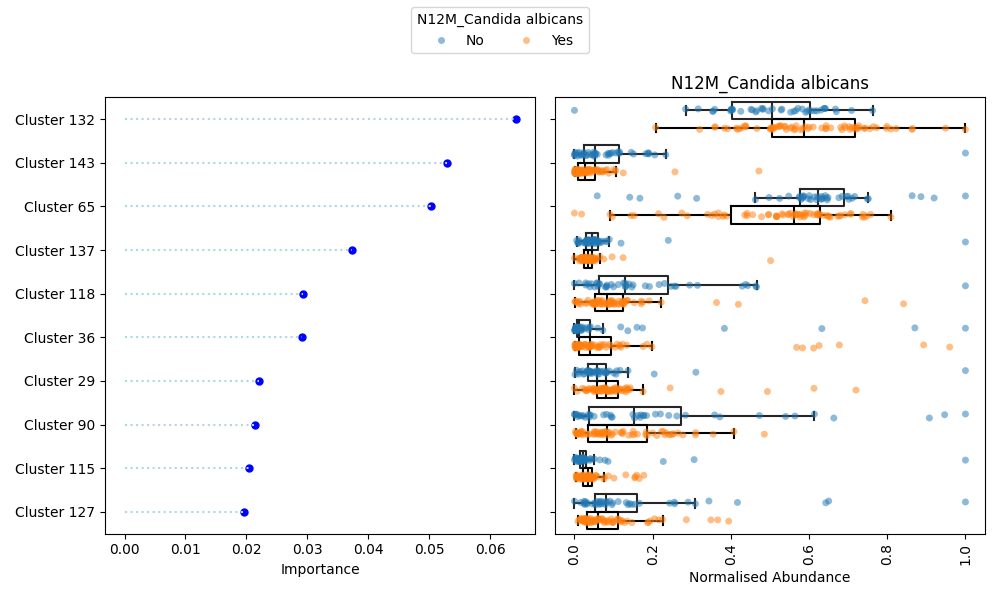 N12M_Candida albicans
No Yes
N12M_Candida albicans
Cluster 132
Cluster 143
Cluster 65
Cluster 137
Cluster 118
Cluster 36
Cluster 29
Cluster 90
Cluster 115
Cluster 127
0.00 0.01 0.02 0.03 0.04 0.05 0.06
Importance
0.0 0.2 0.4 0.6 0.8 1.0
Normalised Abundance